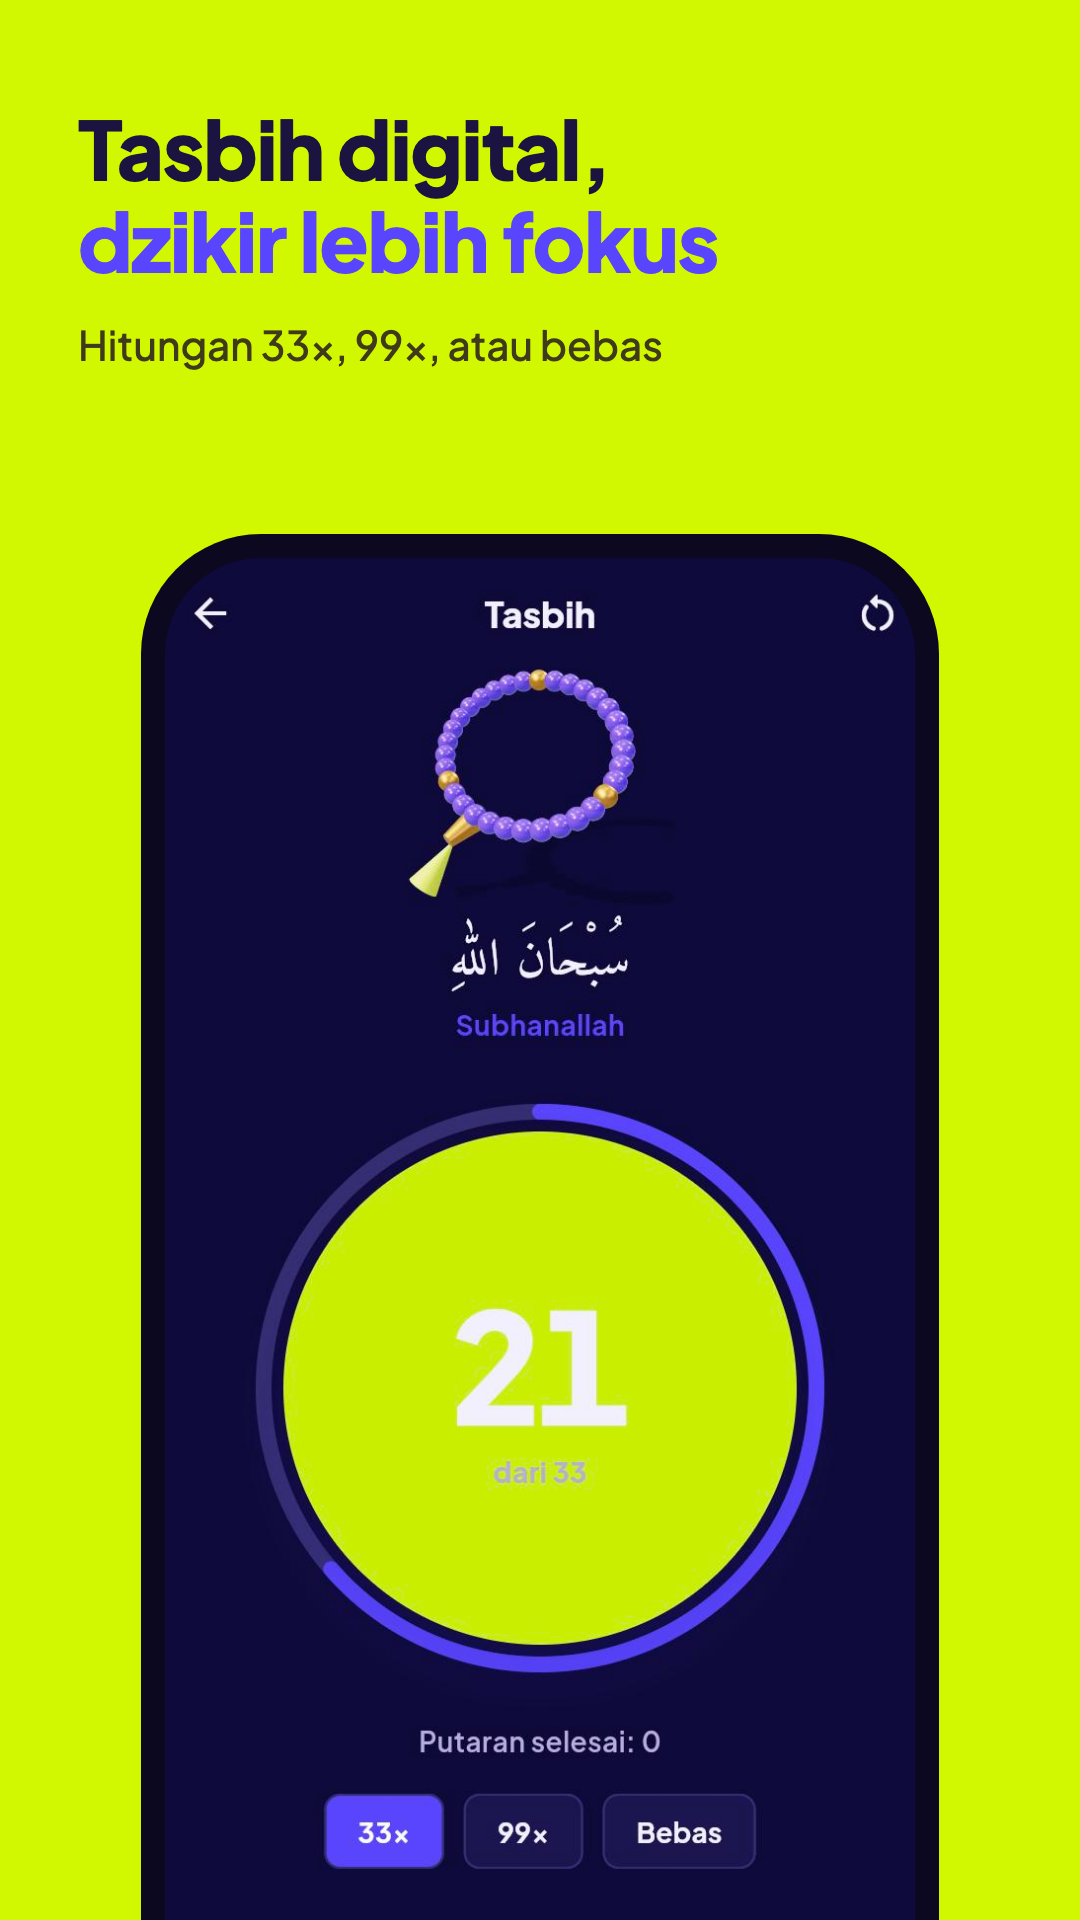 Tasbih digital,
dzikir lebih fokus
Hitungan 33×, 99×, atau bebas
Tasbih
سُبْحَانَ اللّٰهِ
Subhanallah
21
dari 33
Putaran selesai: 0
33×
99×
Bebas